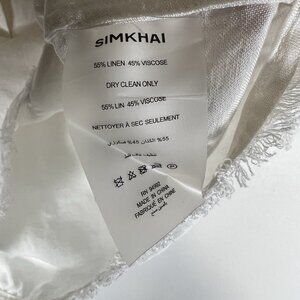 SIMKHAI
55% LINEN 45% VISCOSE
DRY CLEAN ONLY
55% LIN 45% VISCOSE
NETTOYER À SEC SEULEMENT
MADE IN CHINA
FABRIQUÉ EN CHINE